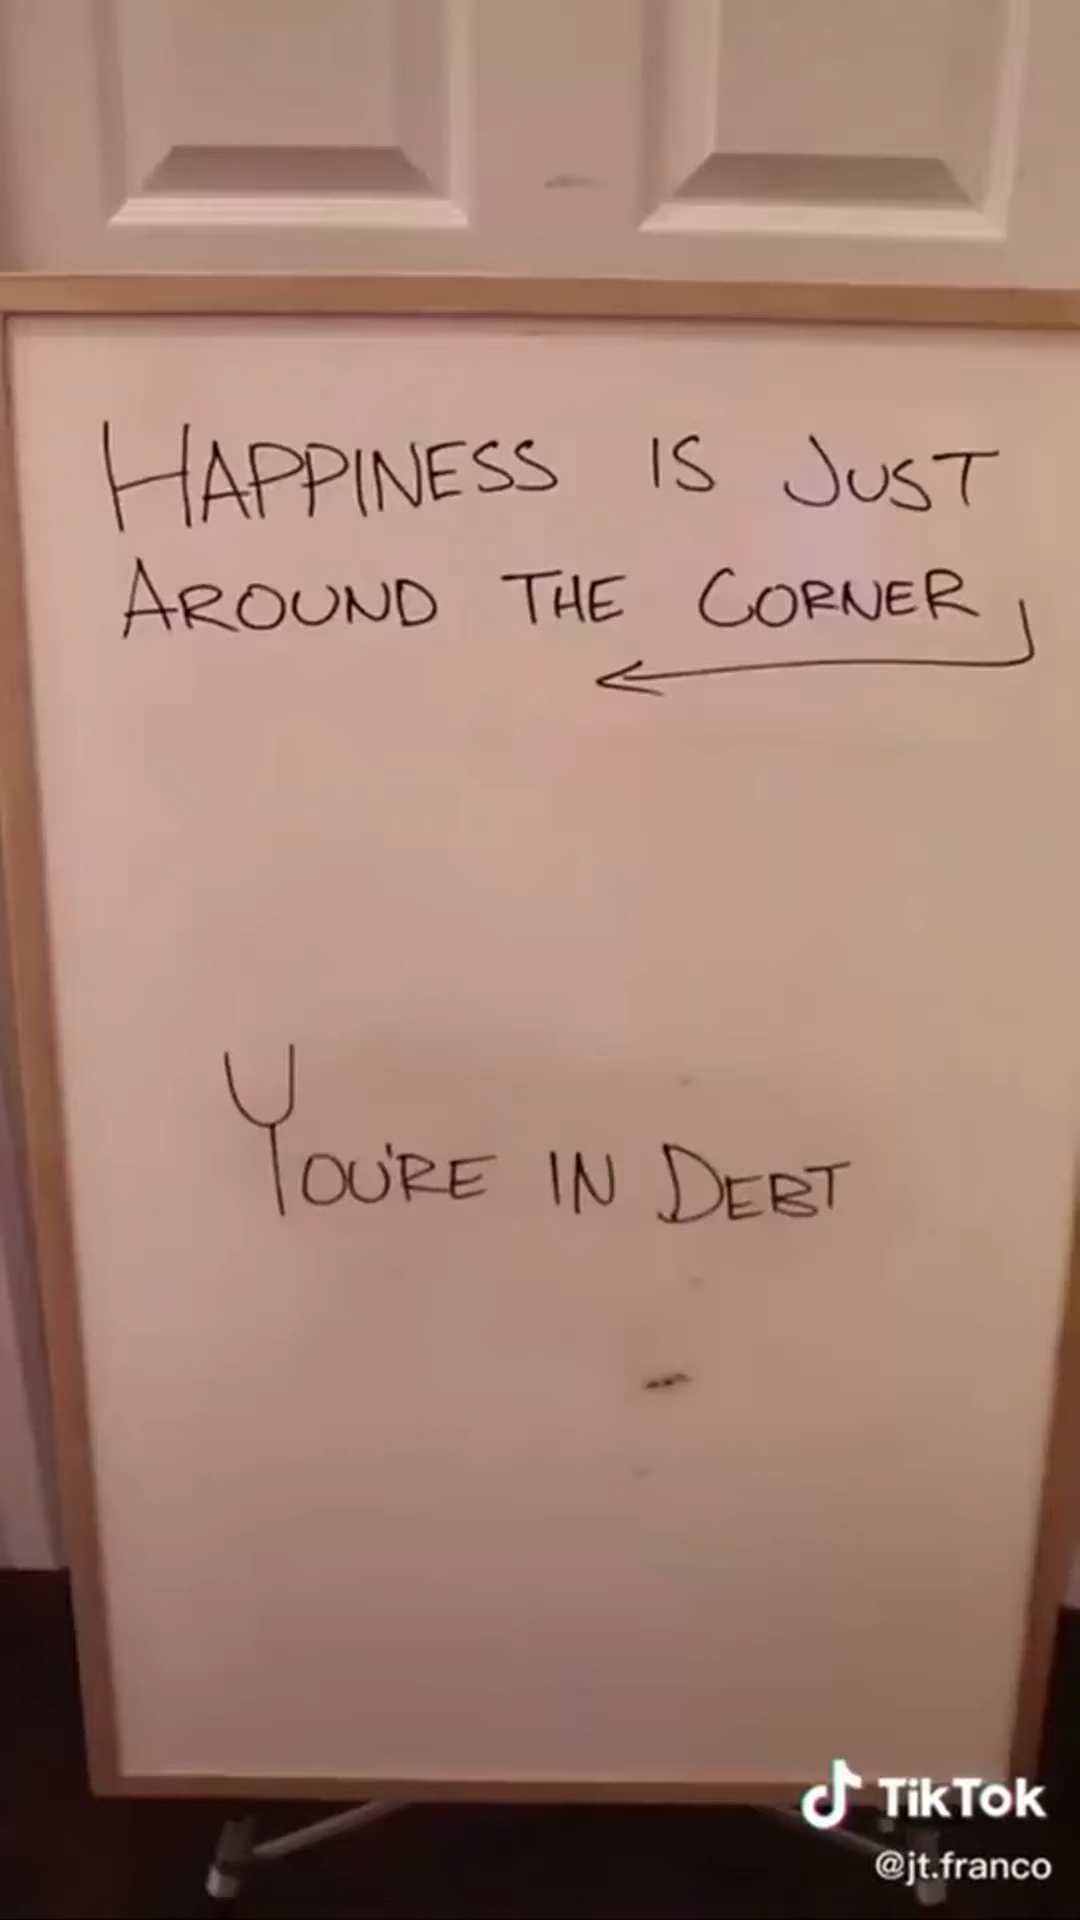 HAPPINESS IS JUST
AROUND THE CORNER
YOU'RE IN DEBT
TikTok
@jt.franco